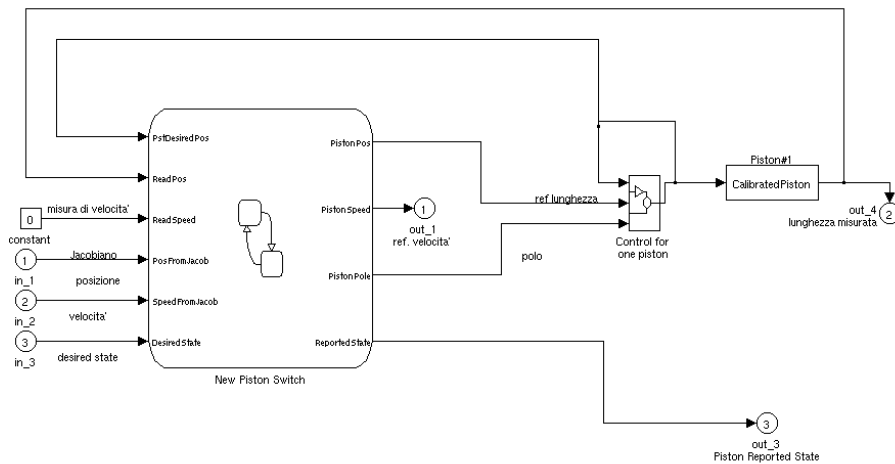 PstDesiredPos
PistonPos
Piston#1
ReadPos
CalibratedPiston
misura di velocita'
ref lunghezza
0
ReadSpeed
PistonSpeed
1
out_1
ref. velocita'
2
out_4
lunghezza misurata
constant
Control for
one piston
1
Jacobiano
PosFromJacob
polo
in_1
posizione
PistonPole
2
SpeedFromJacob
in_2
velocita'
3
DesiredState
ReportedState
in_3
desired state
New Piston Switch
3
out_3
Piston Reported State